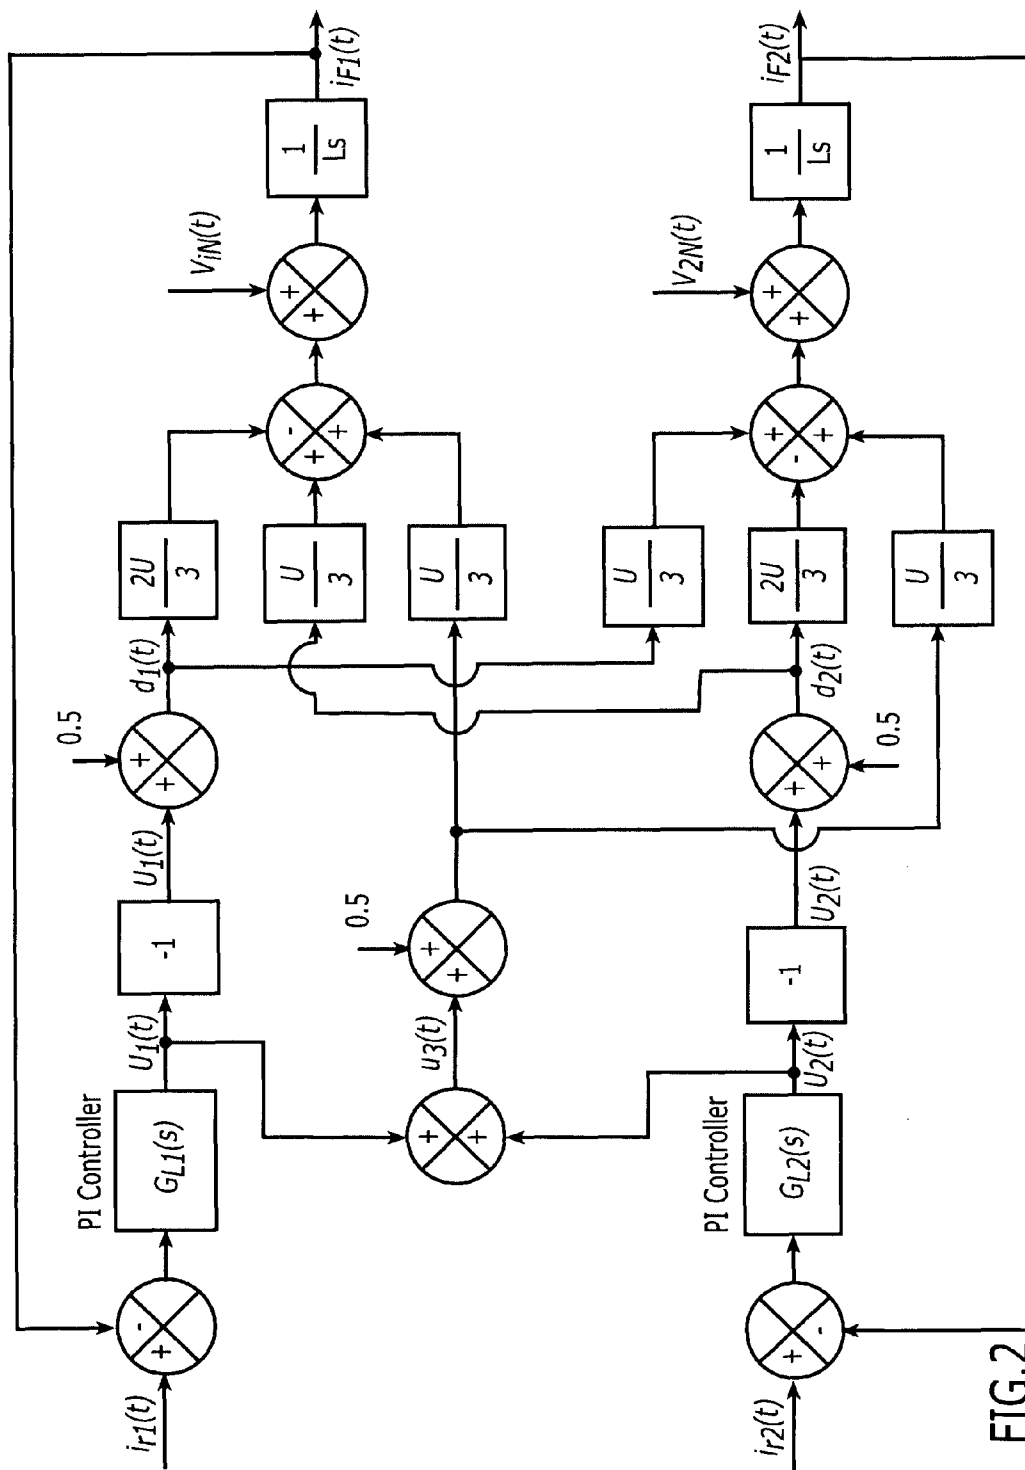 i_r1(t)
+
-
PI Controller
G_L1(s)
U_1(t)
-1
U_1(t)
0.5
+
+
d_1(t)
2U
3
U
3
U
3
-
+
+
V_iN(t)
+
+
1
Ls
i_F1(t)
+
+
u_3(t)
0.5
+
+
i_r2(t)
+
-
PI Controller
G_L2(s)
U_2(t)
-1
U_2(t)
+
+
0.5
d_2(t)
U
3
2U
3
U
3
+
-
+
V_2N(t)
+
+
1
Ls
i_F2(t)
FIG.2